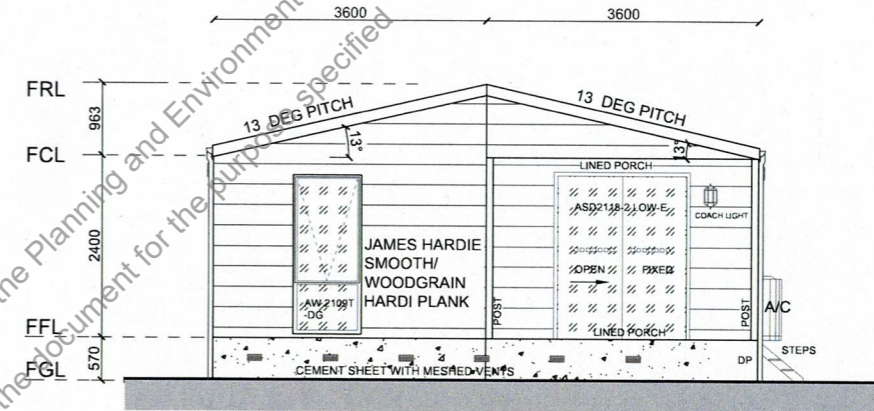 3600 3600
the Planning and Environment
the document for the purpose specified
FRL
963
13 DEG PITCH
13 DEG PITCH
13°
13°
FCL
LINED PORCH
ASD2118-2 LOW-E
COACH LIGHT
2400
JAMES HARDIE
SMOOTH/
WOODGRAIN
HARDI PLANK
OPEN FIXED
AW 2109T
-DG
POST
POST
A/C
FFL
LINED PORCH
570
STEPS
DP
FGL
CEMENT SHEET WITH MESHED VENTS